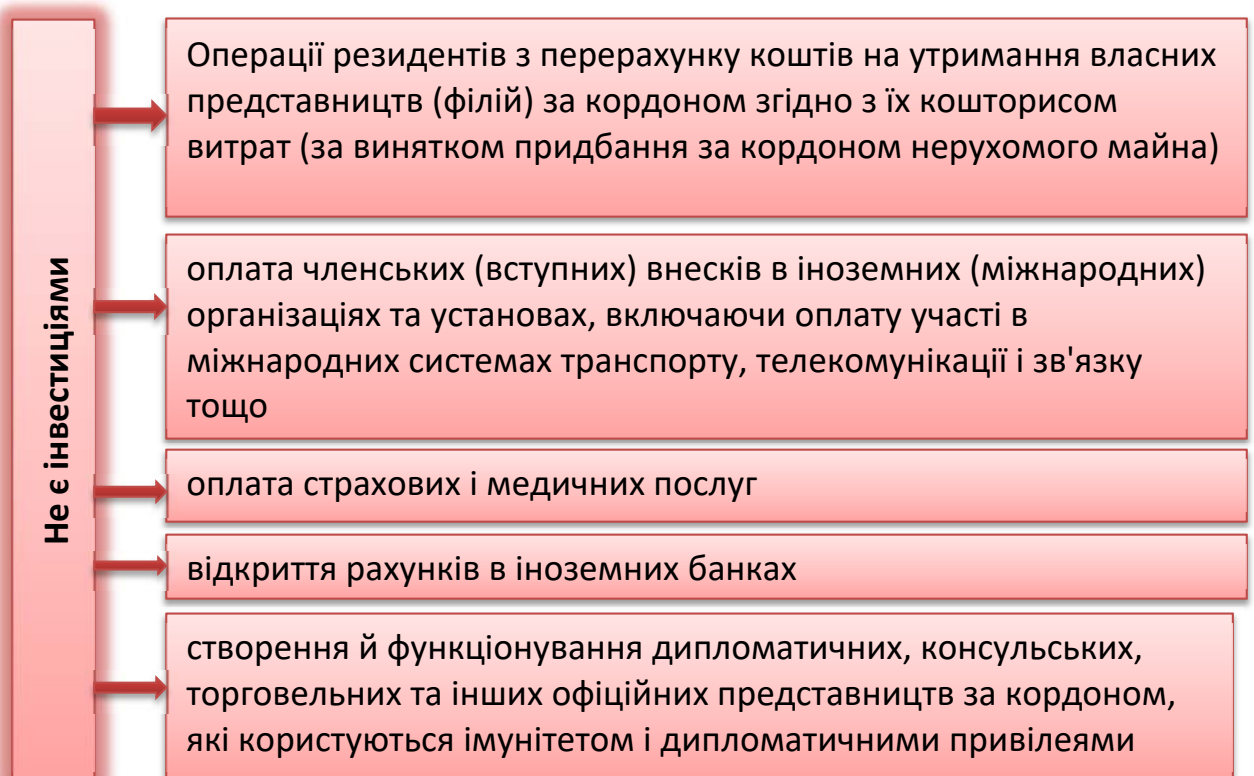 Не є інвестиціями
Операції резидентів з перерахунку коштів на утримання власних
представництв (філій) за кордоном згідно з їх кошторисом
витрат (за винятком придбання за кордоном нерухомого майна)
оплата членських (вступних) внесків в іноземних (міжнародних)
організаціях та установах, включаючи оплату участі в
міжнародних системах транспорту, телекомунікації і зв'язку
тощо
оплата страхових і медичних послуг
відкриття рахунків в іноземних банках
створення й функціонування дипломатичних, консульських,
торговельних та інших офіційних представництв за кордоном,
які користуються імунітетом і дипломатичними привілеями